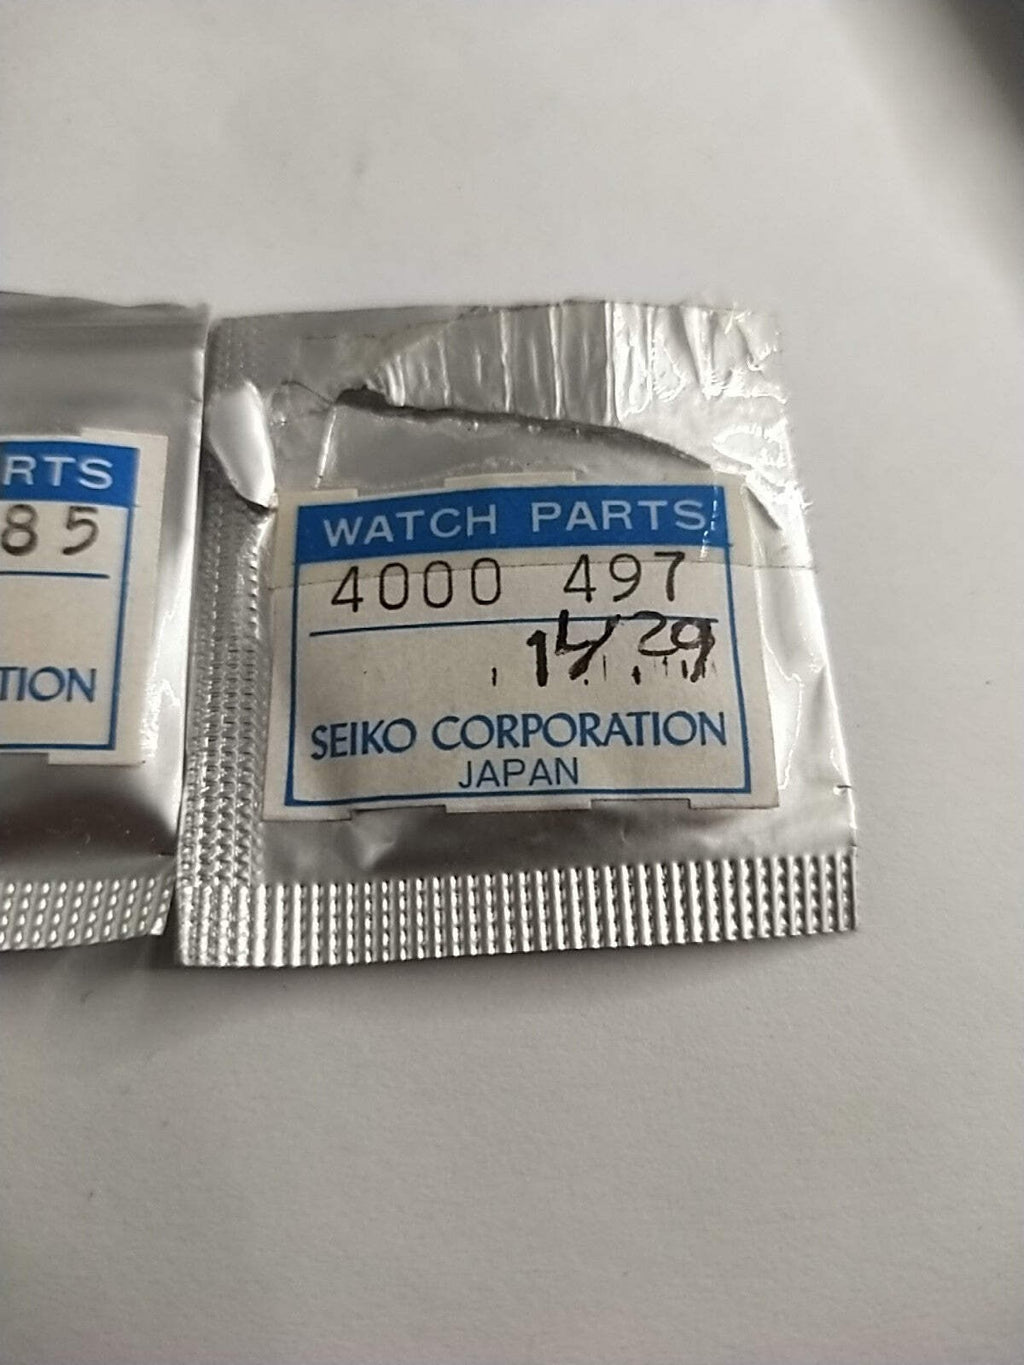 RTS
85
TION
WATCH PARTS
4000 497
SEIKO CORPORATION
JAPAN